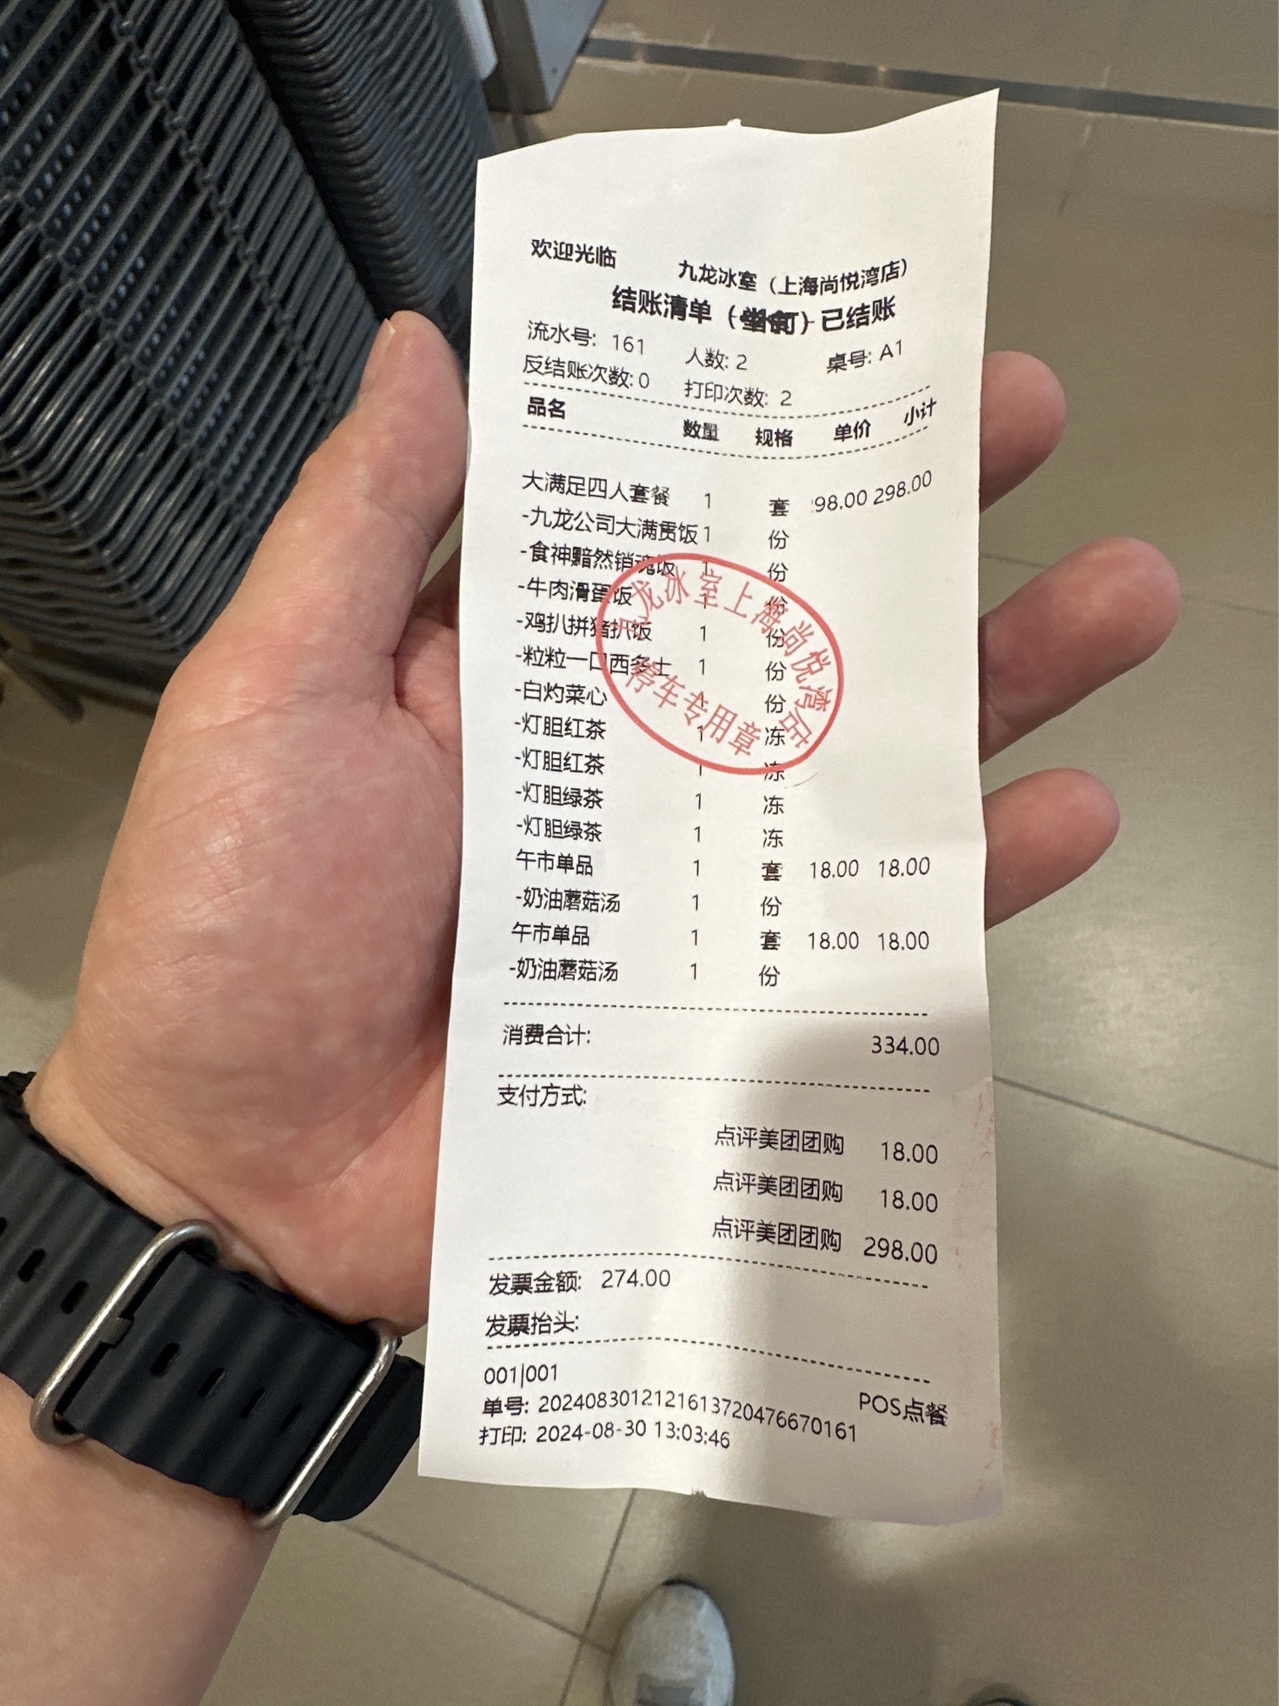 欢迎光临 九龙冰室（上海尚悦湾店）
结账清单 已结账
流水号: 161 人数: 2 桌号: A1
反结账次数: 0 打印次数: 2
品名 数量 规格 单价 小计
大满足四人套餐 1 套 98.00 298.00
-九龙公司大满贯饭 1 份
-食神黯然销魂饭 1 份
-牛肉滑蛋饭 1 份
-鸡扒拼猪扒饭 1 份
-粒粒一口西多士 1 份
-白灼菜心 1 份
-灯胆红茶 1 冻
-灯胆红茶 1 冻
-灯胆绿茶 1 冻
-灯胆绿茶 1 冻
午市单品 1 套 18.00 18.00
-奶油蘑菇汤 1 份
午市单品 1 套 18.00 18.00
-奶油蘑菇汤 1 份
九龙冰室上海尚悦湾店
停车专用章
消费合计: 334.00
支付方式:
点评美团团购 18.00
点评美团团购 18.00
点评美团团购 298.00
发票金额: 274.00
发票抬头:
001|001 POS点餐
单号: 2024083012121613720476670161
打印: 2024-08-30 13:03:46